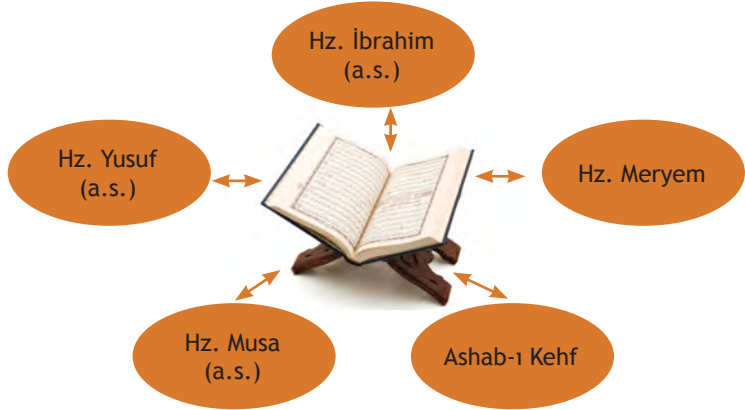 Hz. İbrahim
(a.s.)
Hz. Yusuf
(a.s.)
Hz. Meryem
Hz. Musa
(a.s.)
Ashab-ı Kehf